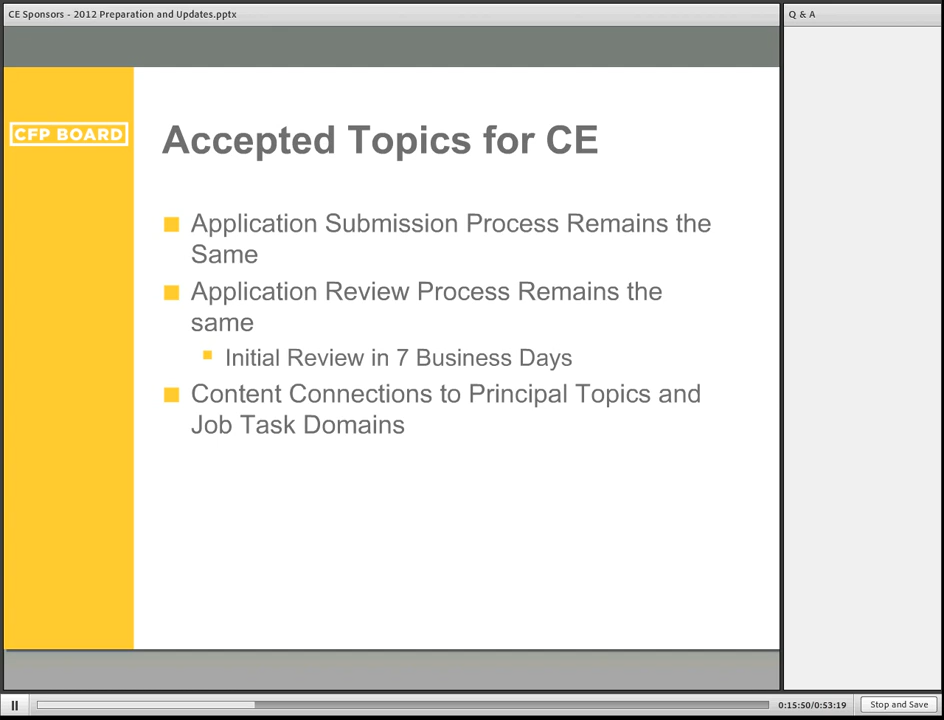 CE Sponsors - 2012 Preparation and Updates.pptx
Q & A
CFP BOARD
Accepted Topics for CE
Application Submission Process Remains the
Same
Application Review Process Remains the
same
Initial Review in 7 Business Days
Content Connections to Principal Topics and
Job Task Domains
0:15:50/0:53:19
Stop and Save